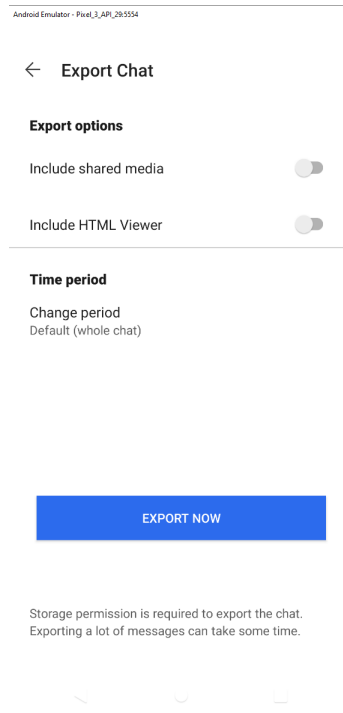 Android Emulator - Pixel_3_API_29:5554
Export Chat
Export options
Include shared media
Include HTML Viewer
Time period
Change period
Default (whole chat)
EXPORT NOW
Storage permission is required to export the chat.
Exporting a lot of messages can take some time.